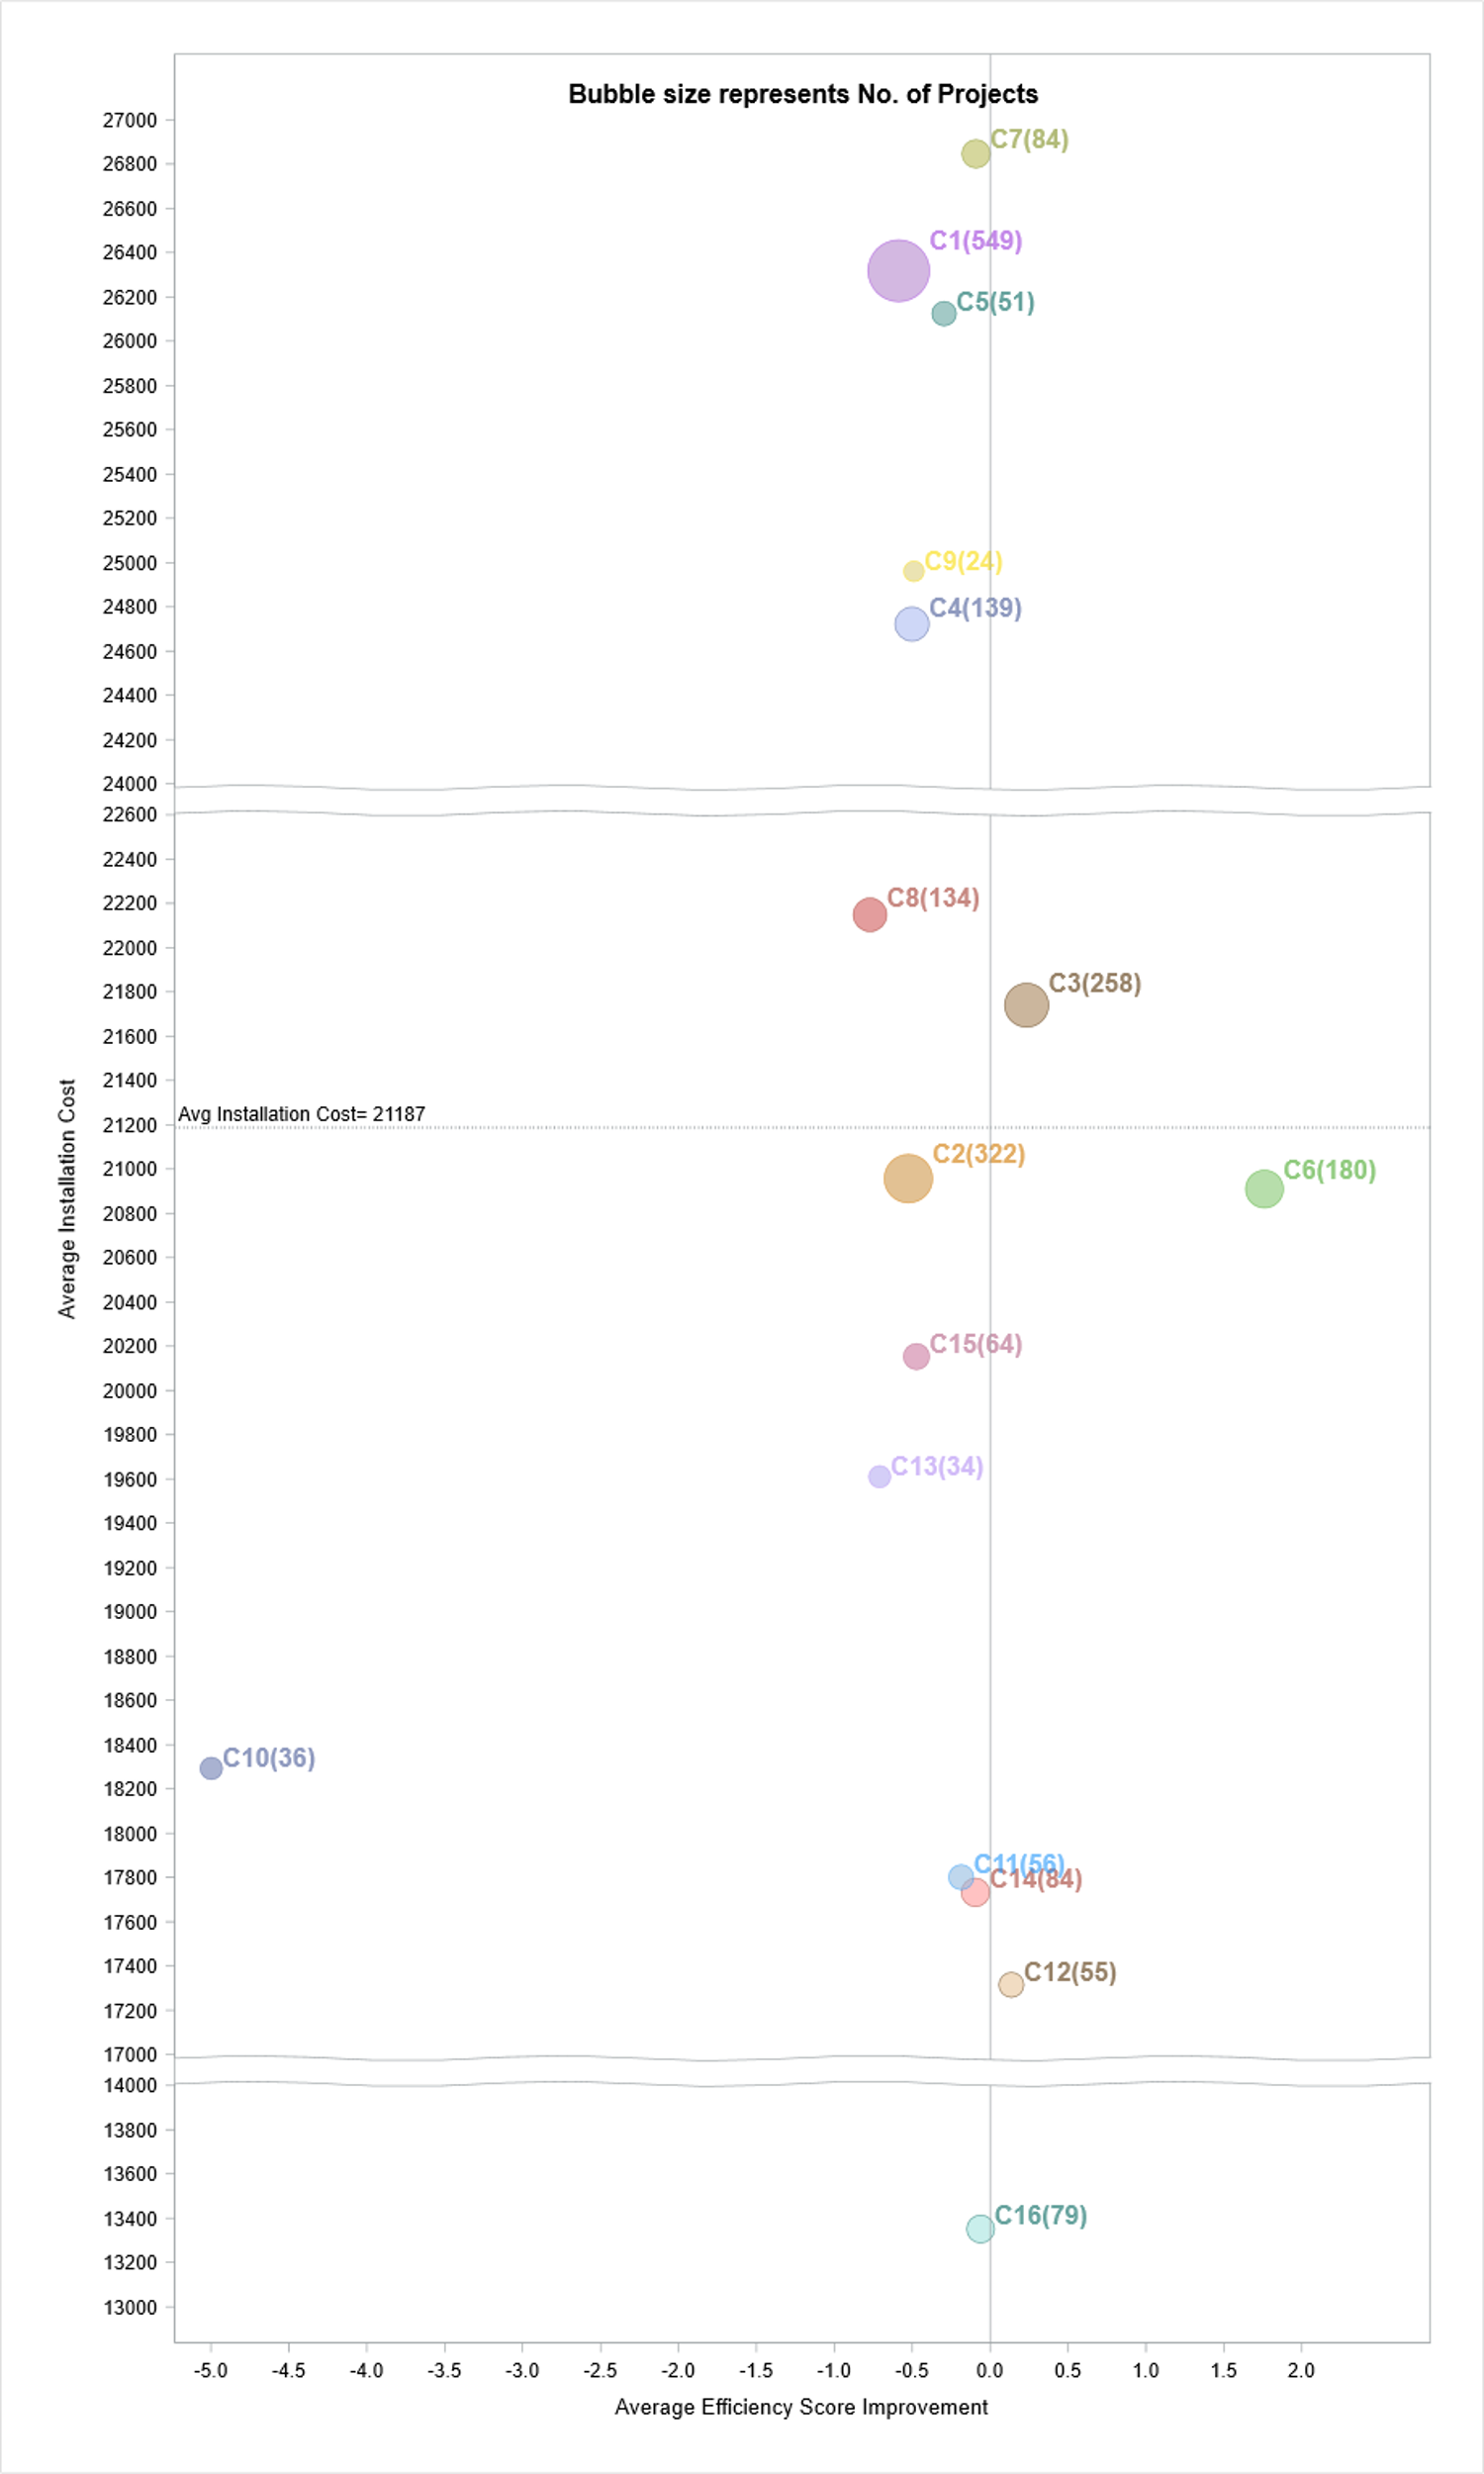 Bubble size represents No. of Projects
27000
C7(84)
26800
26600
26400
C1(549)
26200
C5(51)
26000
25800
25600
25400
25200
25000
C9(24)
24800
C4(139)
24600
24400
24200
24000
22600
22400
22200
C8(134)
22000
21800
C3(258)
21600
21400
Avg Installation Cost= 21187
21200
21000
C2(322)
C6(180)
20800
20600
20400
20200
C15(64)
20000
19800
19600
C13(34)
19400
19200
19000
18800
18600
18400
C10(36)
18200
18000
17800
C11(56)
C14(84)
17600
17400
C12(55)
17200
17000
14000
13800
13600
13400
C16(79)
13200
13000
Average Installation Cost
-5.0 -4.5 -4.0 -3.5 -3.0 -2.5 -2.0 -1.5 -1.0 -0.5 0.0 0.5 1.0 1.5 2.0
Average Efficiency Score Improvement